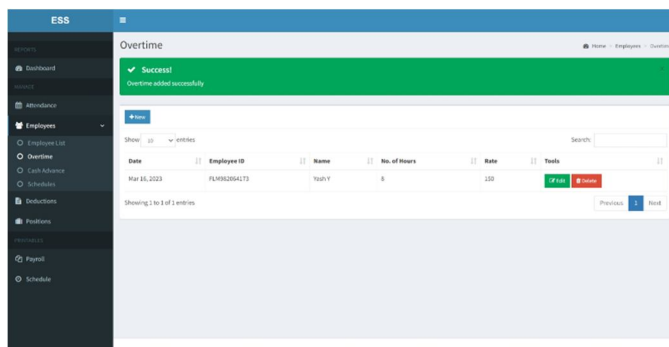 ESS
REPORTS
Dashboard
MANAGE
Attendance
Employees
Employee List
Overtime
Cash Advance
Schedules
Deductions
Positions
PRINTABLES
Payroll
Schedule
Overtime
Home > Employees > Overtime
Success!
Overtime added successfully
New
Show 10 entries
Search:
Date Employee ID Name No. of Hours Rate Tools
Mar 16, 2023 Yash Y 8 150 Edit Delete
Showing 1 to 1 of 1 entries
Previous 1 Next